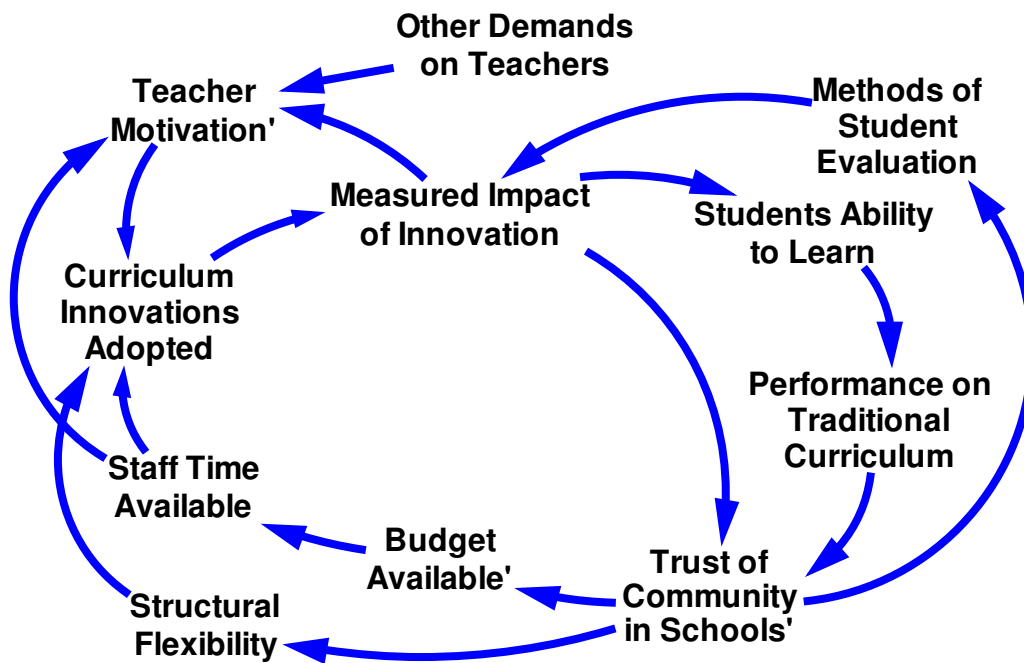 Other Demands
on Teachers
Teacher
Motivation'
Methods of
Student
Evaluation
Measured Impact
of Innovation
Students Ability
to Learn
Curriculum
Innovations
Adopted
Performance on
Traditional
Curriculum
Staff Time
Available
Budget
Available'
Trust of
Community
in Schools'
Structural
Flexibility